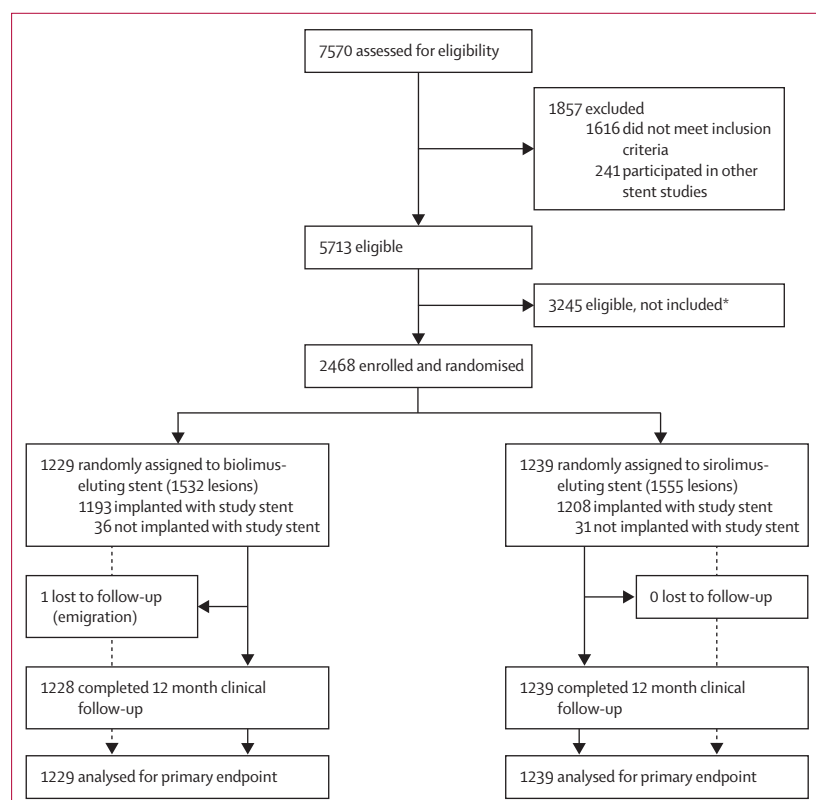 7570 assessed for eligibility
1857 excluded
1616 did not meet inclusion
criteria
241 participated in other
stent studies
5713 eligible
3245 eligible, not included*
2468 enrolled and randomised
1229 randomly assigned to biolimus-
eluting stent (1532 lesions)
1193 implanted with study stent
36 not implanted with study stent
1239 randomly assigned to sirolimus-
eluting stent (1555 lesions)
1208 implanted with study stent
31 not implanted with study stent
1 lost to follow-up
(emigration)
0 lost to follow-up
1228 completed 12 month clinical
follow-up
1239 completed 12 month clinical
follow-up
1229 analysed for primary endpoint
1239 analysed for primary endpoint